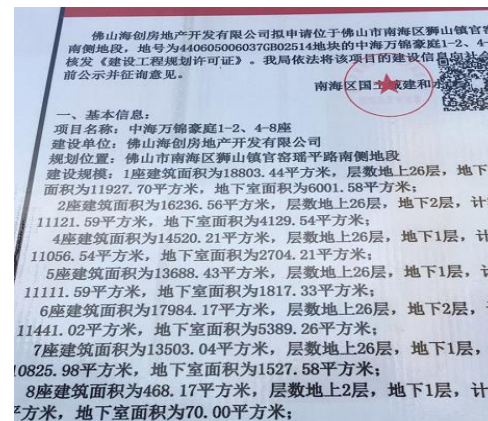 佛山海创房地产开发有限公司拟申请位于佛山市南海区狮山镇官窑
南侧地段，地号为440605006037GB02514地块的中海万锦豪庭1-2、4-
核发《建设工程规划许可证》。我局依法将该项目的建设信息向社会
前公示并征询意见。
南海区国土城建和水
一、基本信息：
项目名称：中海万锦豪庭1-2、4-8座
建设单位：佛山海创房地产开发有限公司
规划位置：佛山市南海区狮山镇官窑瑶平路南侧地段
建设规模：1座建筑面积为18803.44平方米，层数地上26层，地下
面积为11927.70平方米，地下室面积为6001.58平方米；
2座建筑面积为16236.56平方米，层数地上26层，地下2层，计
11121.59平方米，地下室面积为4129.54平方米；
4座建筑面积为14520.21平方米，层数地上26层，地下1层，计
11056.54平方米，地下室面积为2704.21平方米；
5座建筑面积为13688.43平方米，层数地上26层，地下1层，计
11111.59平方米，地下室面积为1817.33平方米；
6座建筑面积为17984.17平方米，层数地上26层，地下2层，
11441.02平方米，地下室面积为5389.26平方米；
7座建筑面积为13503.04平方米，层数地上26层，地下1层，
10825.98平方米，地下室面积为1527.58平方米；
8座建筑面积为468.17平方米，层数地上2层，地下1层，计
平方米，地下室面积为70.00平方米；